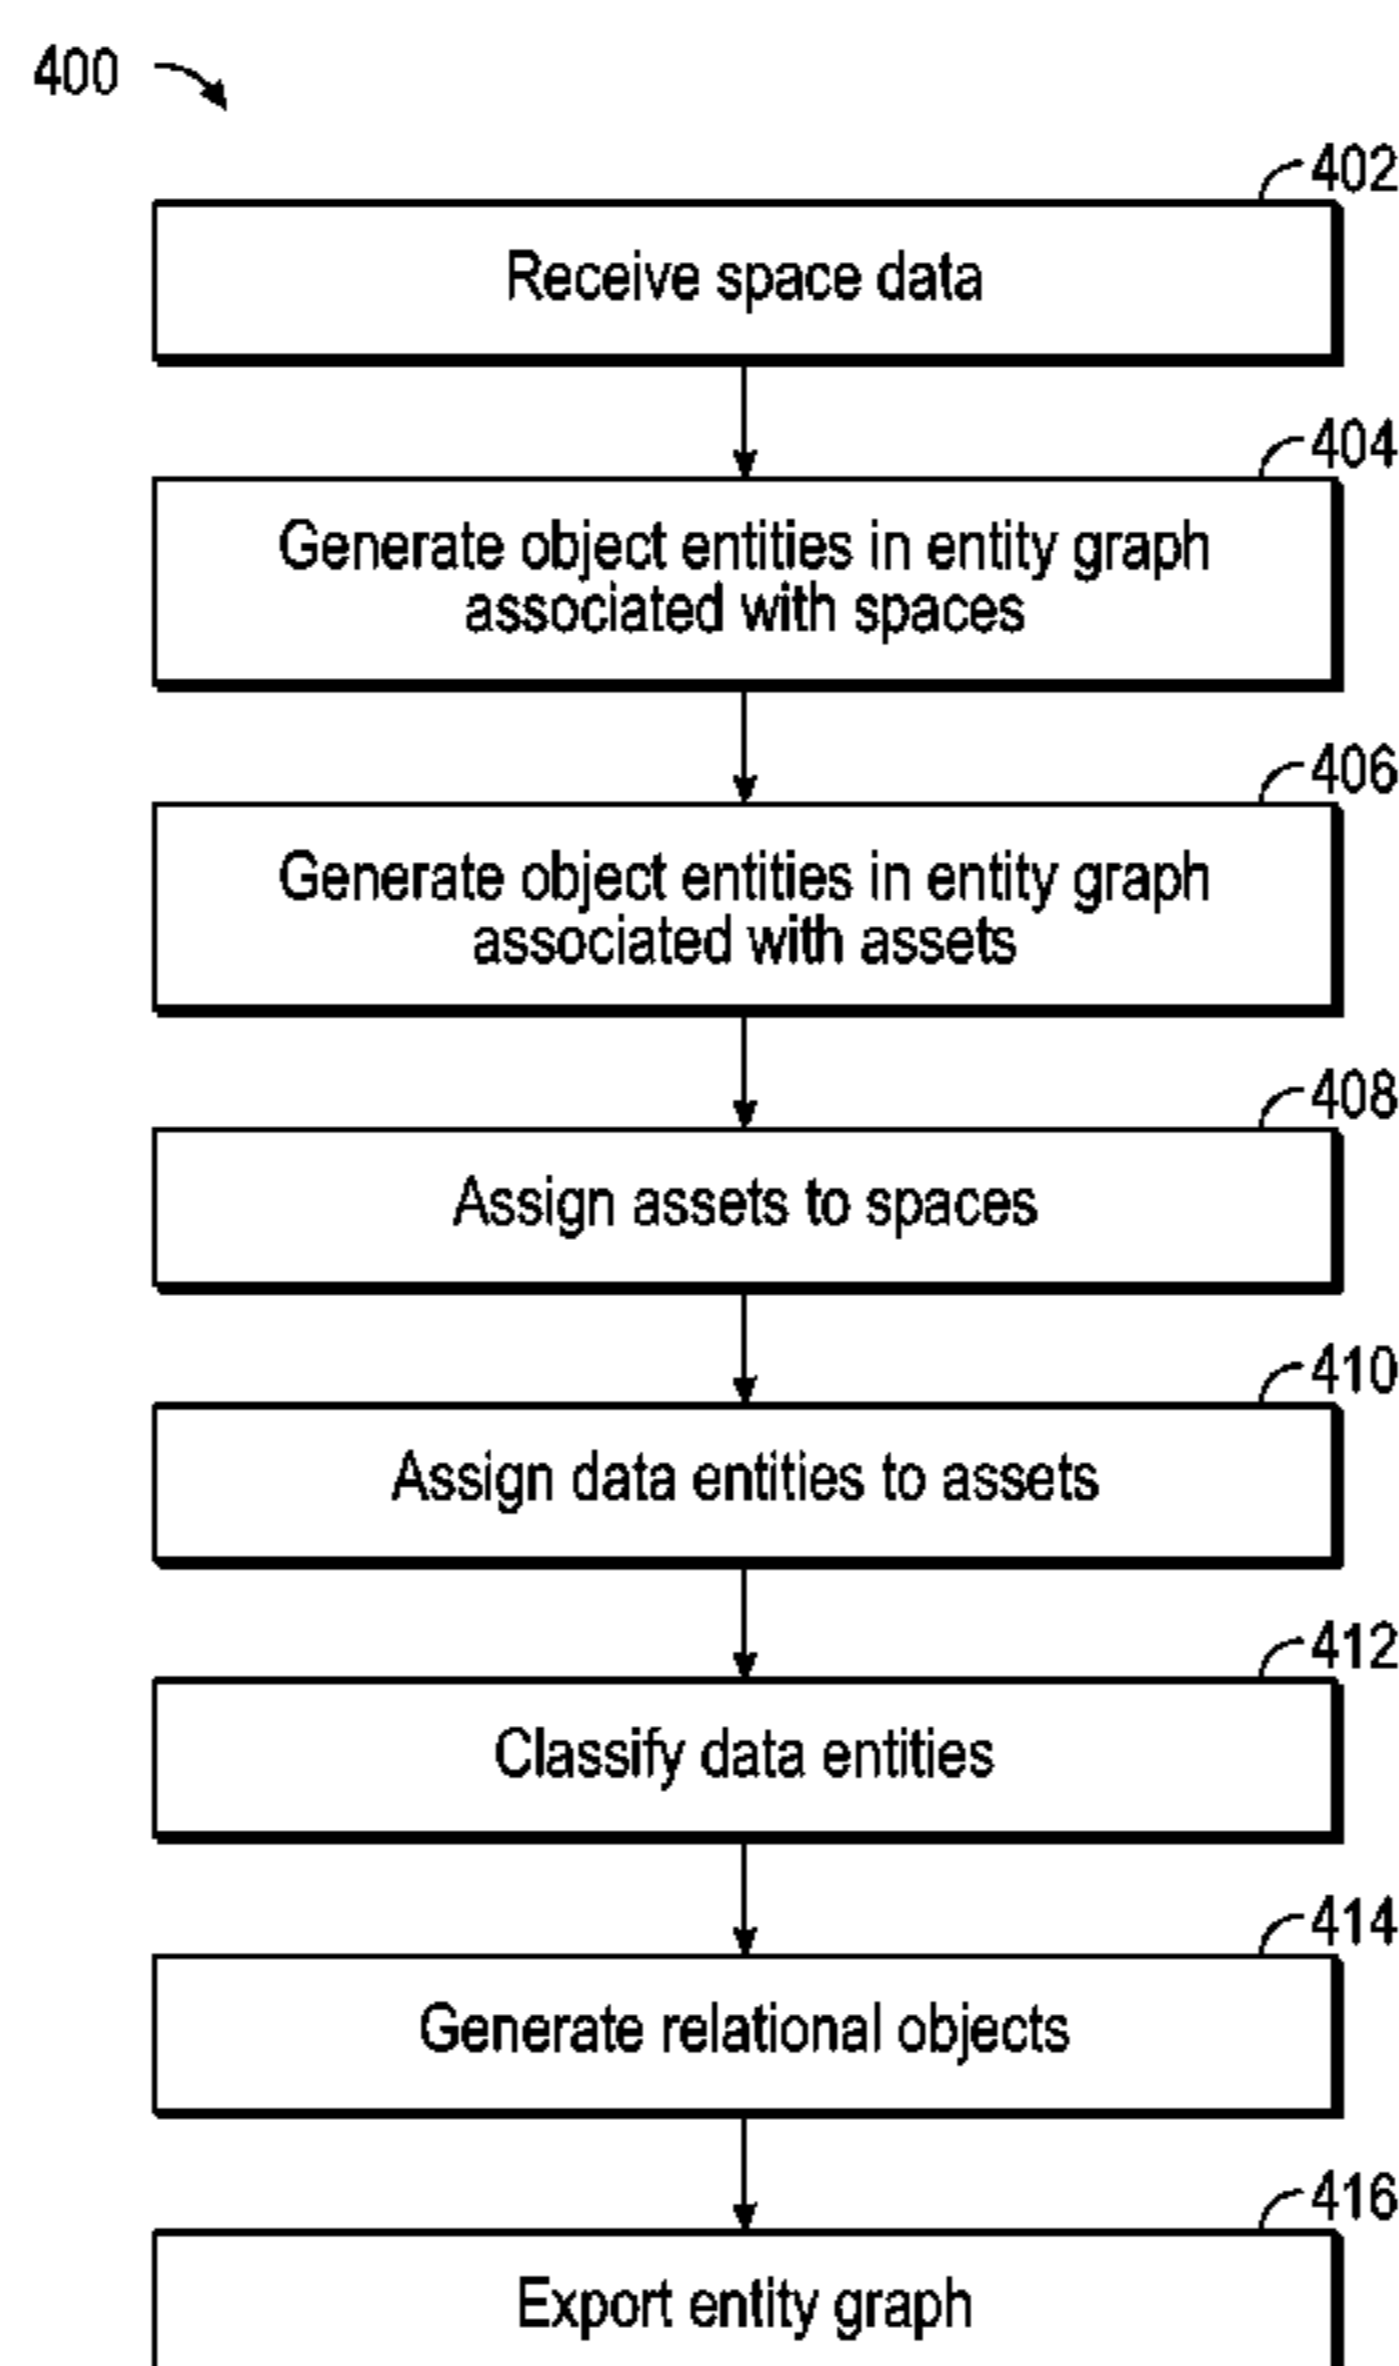 400
402
Receive space data
404
Generate object entities in entity graph
associated with spaces
406
Generate object entities in entity graph
associated with assets
408
Assign assets to spaces
410
Assign data entities to assets
412
Classify data entities
414
Generate relational objects
416
Export entity graph